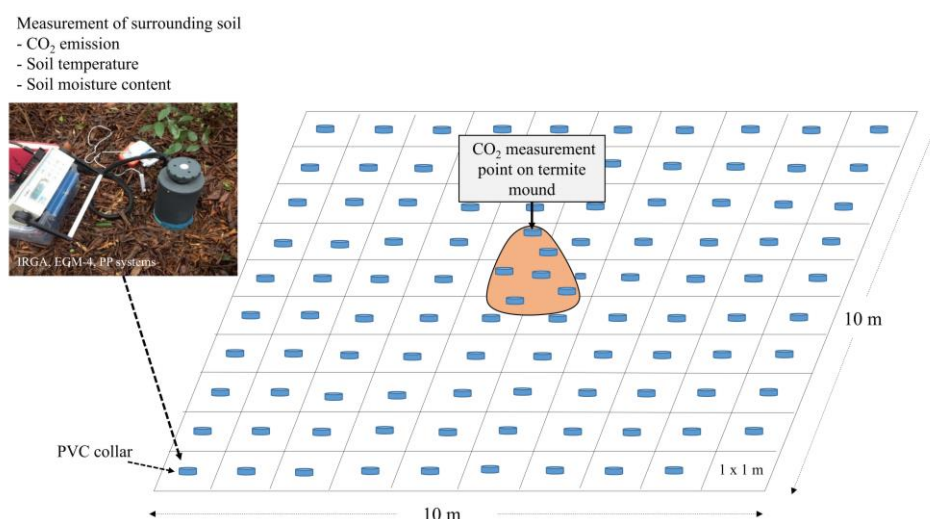 Measurement of surrounding soil
- CO₂ emission
- Soil temperature
- Soil moisture content
IRGA, EGM-4, PP systems
CO₂ measurement
point on termite
mound
10 m
PVC collar
1 x 1 m
10 m